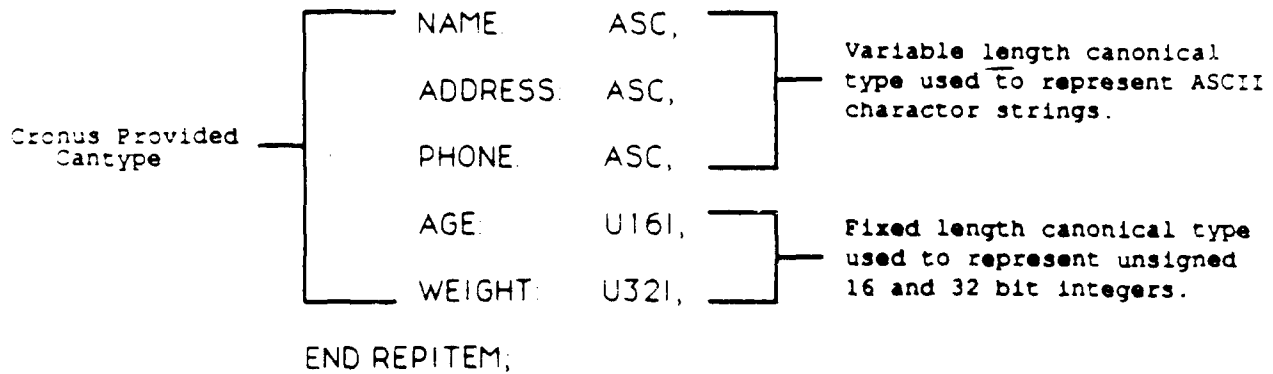 NAME: ASC,
ADDRESS: ASC,
PHONE: ASC,
AGE: U16I,
WEIGHT: U32I,
END REPITEM;
Cronus Provided
Cantype
Variable length canonical
type used to represent ASCII
charactor strings.
Fixed length canonical type
used to represent unsigned
16 and 32 bit integers.